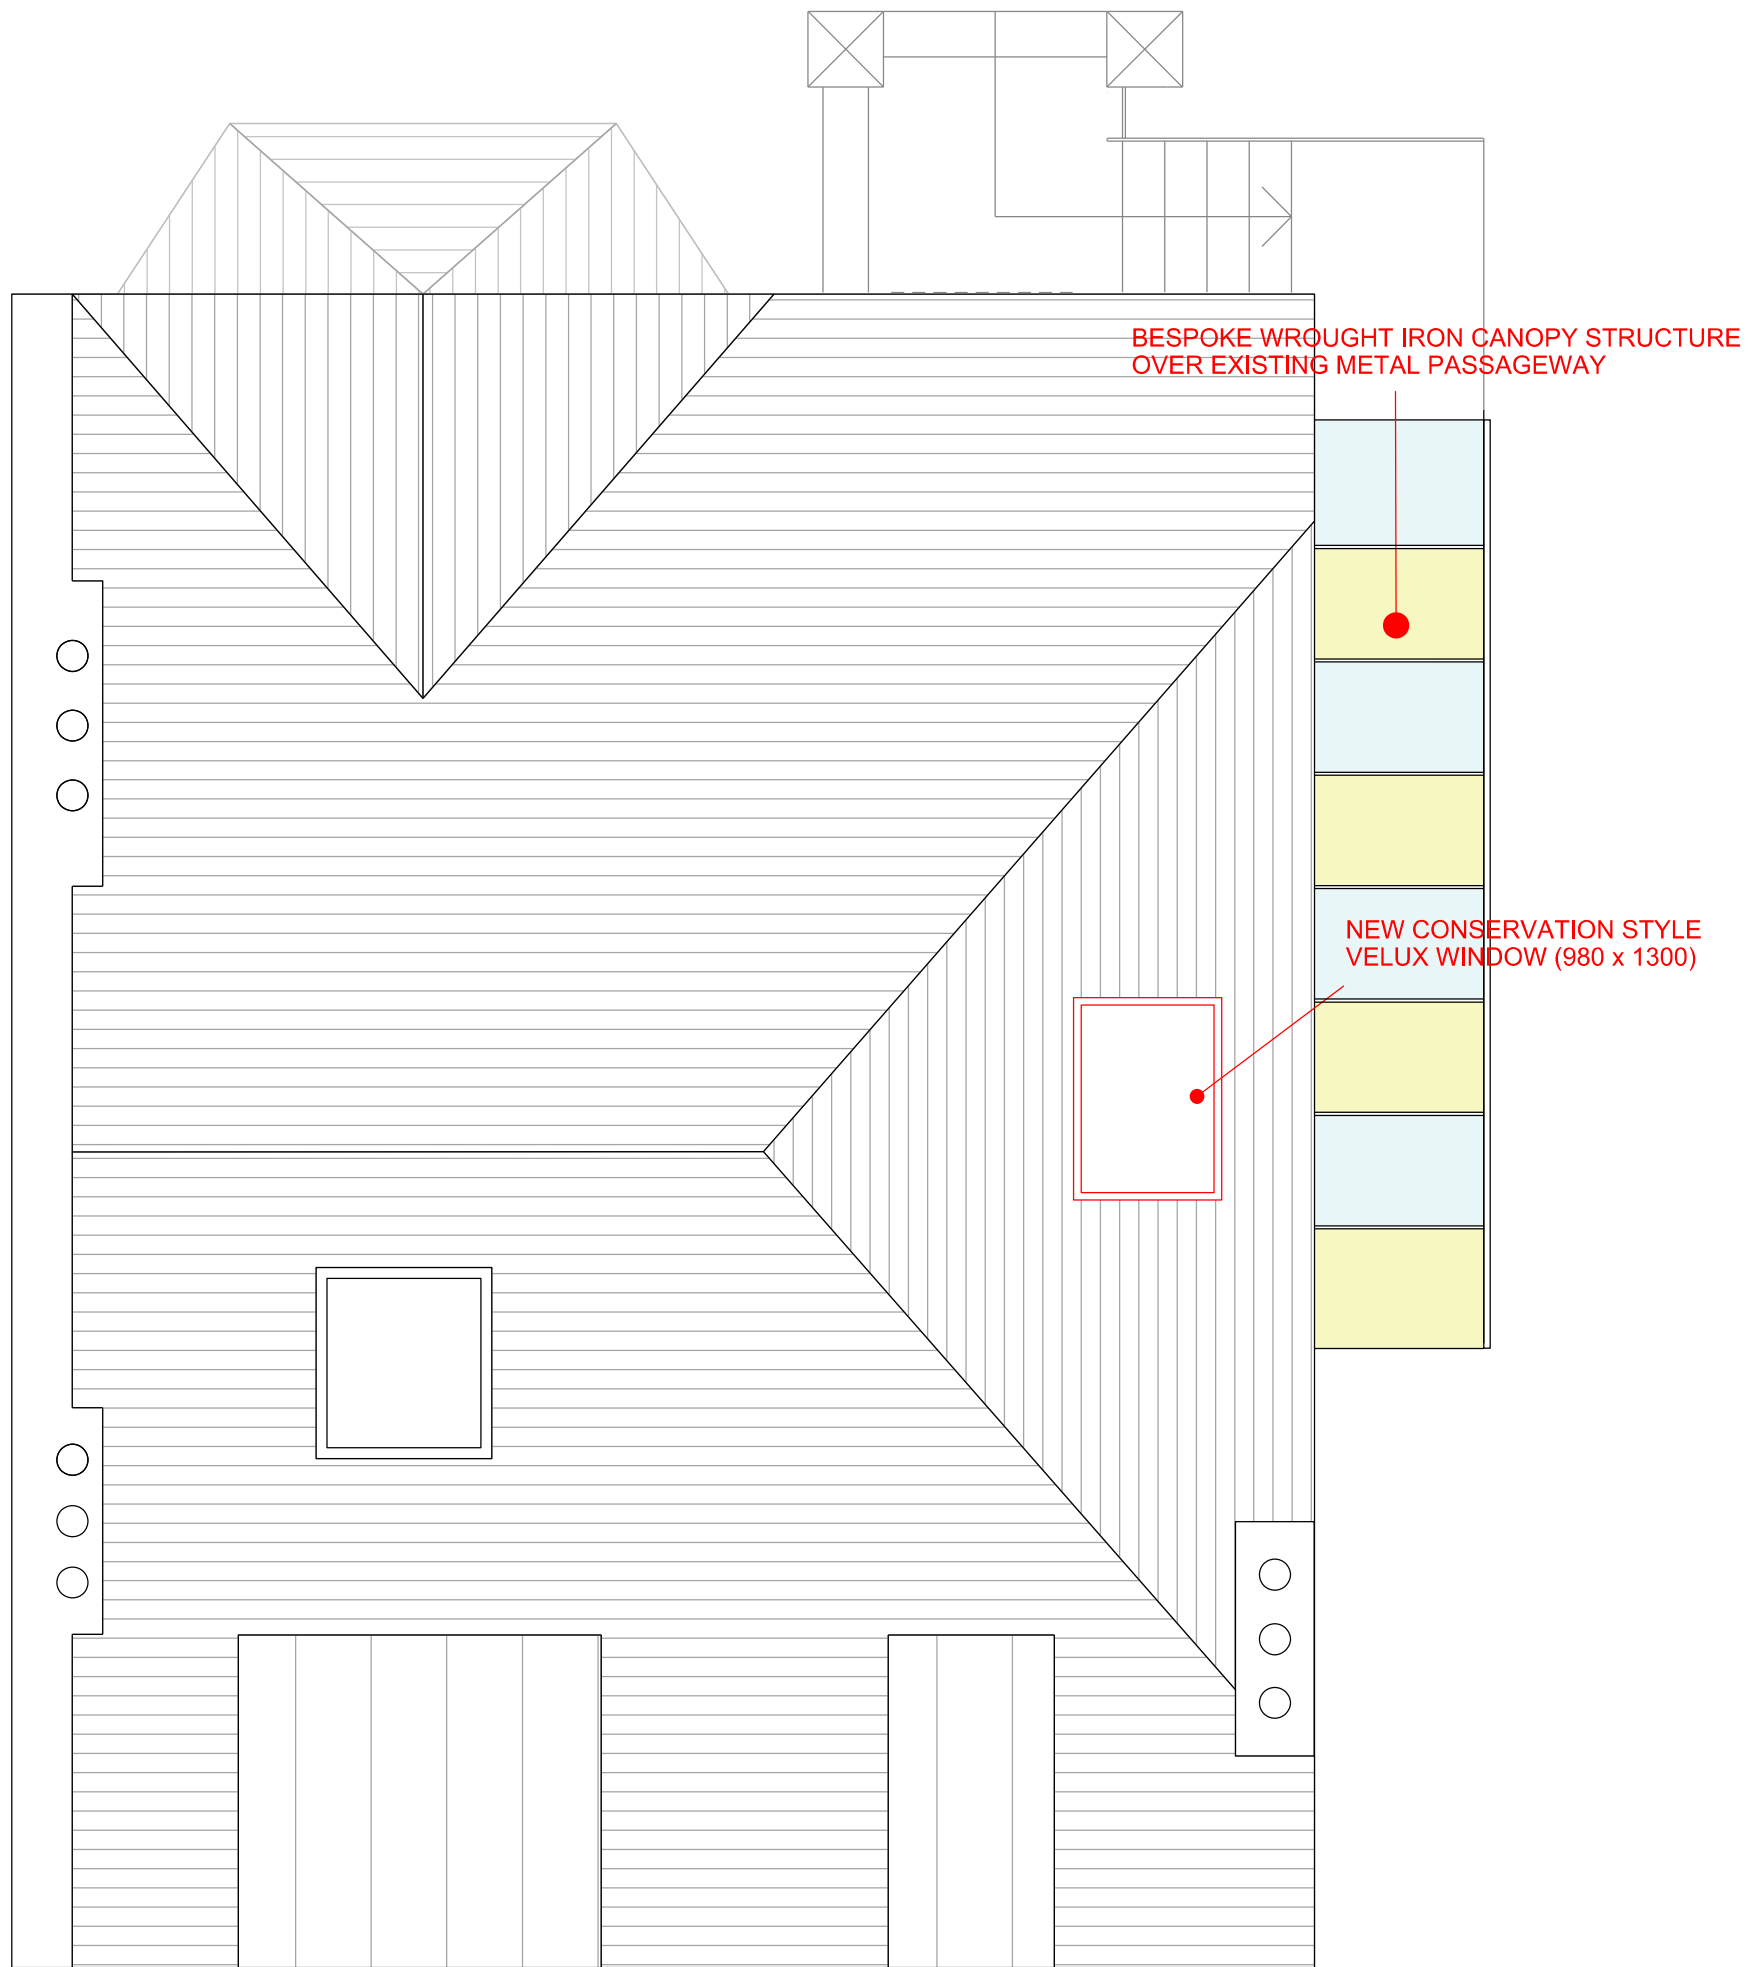 BESPOKE WROUGHT IRON CANOPY STRUCTURE
OVER EXISTING METAL PASSAGEWAY
NEW CONSERVATION STYLE
VELUX WINDOW (980 x 1300)